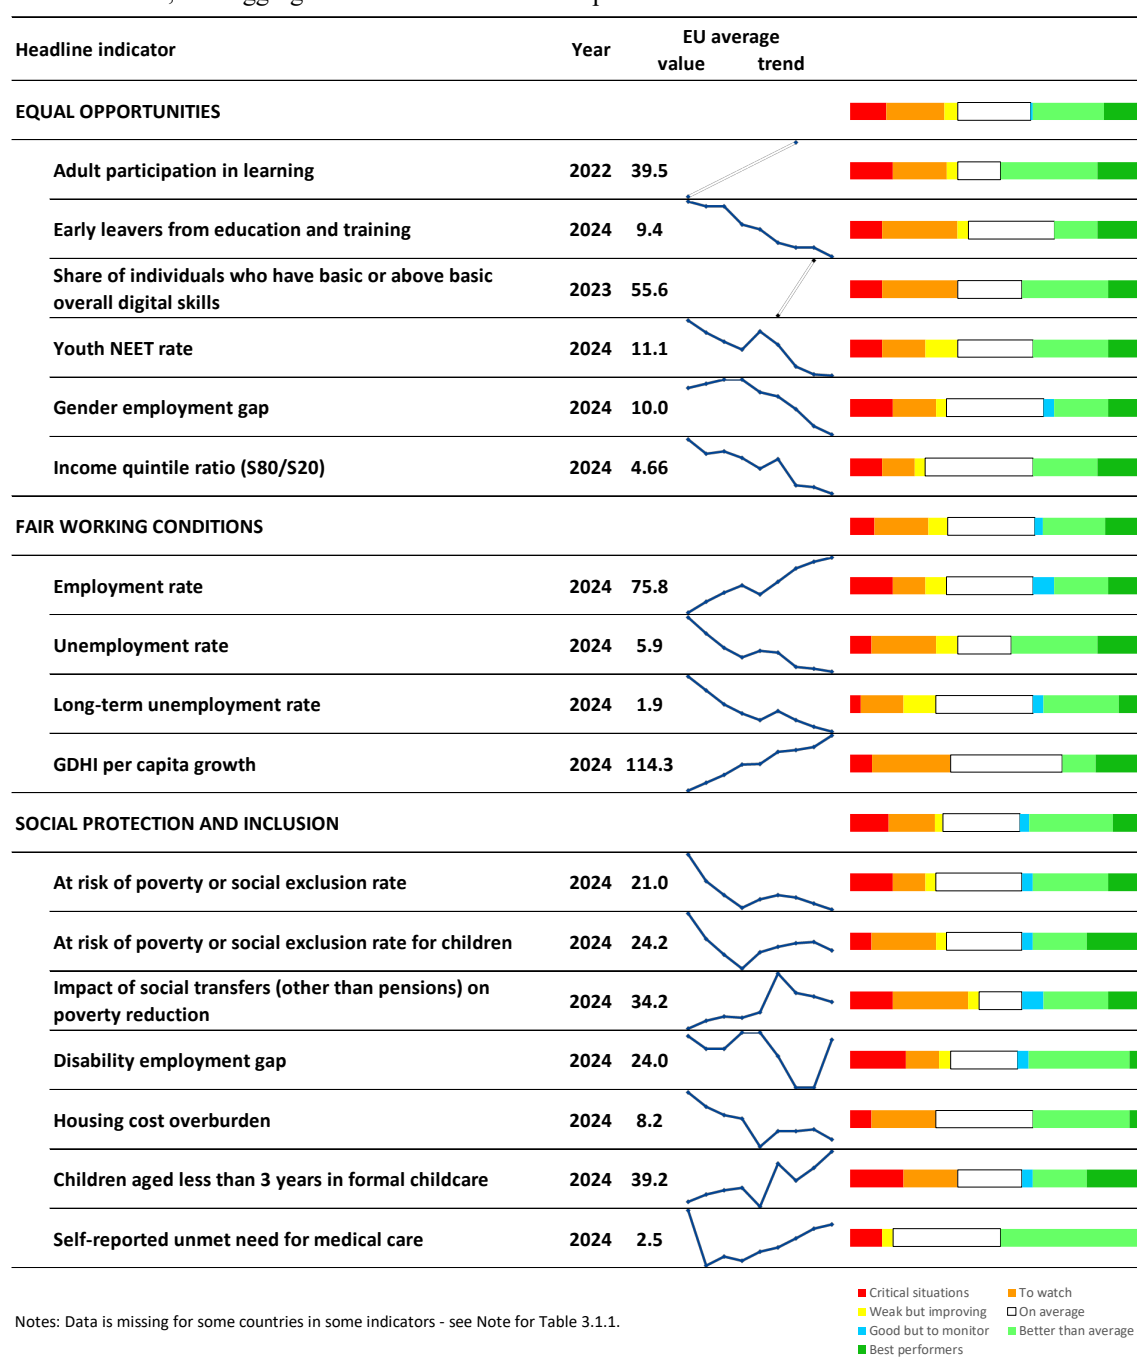 Headline indicator Year EU average
value trend
EQUAL OPPORTUNITIES
Adult participation in learning 2022 39.5
Early leavers from education and training 2024 9.4
Share of individuals who have basic or above basic
overall digital skills 2023 55.6
Youth NEET rate 2024 11.1
Gender employment gap 2024 10.0
Income quintile ratio (S80/S20) 2024 4.66
FAIR WORKING CONDITIONS
Employment rate 2024 75.8
Unemployment rate 2024 5.9
Long-term unemployment rate 2024 1.9
GDHI per capita growth 2024 114.3
SOCIAL PROTECTION AND INCLUSION
At risk of poverty or social exclusion rate 2024 21.0
At risk of poverty or social exclusion rate for children 2024 24.2
Impact of social transfers (other than pensions) on
poverty reduction 2024 34.2
Disability employment gap 2024 24.0
Housing cost overburden 2024 8.2
Children aged less than 3 years in formal childcare 2024 39.2
Self-reported unmet need for medical care 2024 2.5
Critical situations To watch
Weak but improving On average
Good but to monitor Better than average
Best performers
Notes: Data is missing for some countries in some indicators - see Note for Table 3.1.1.